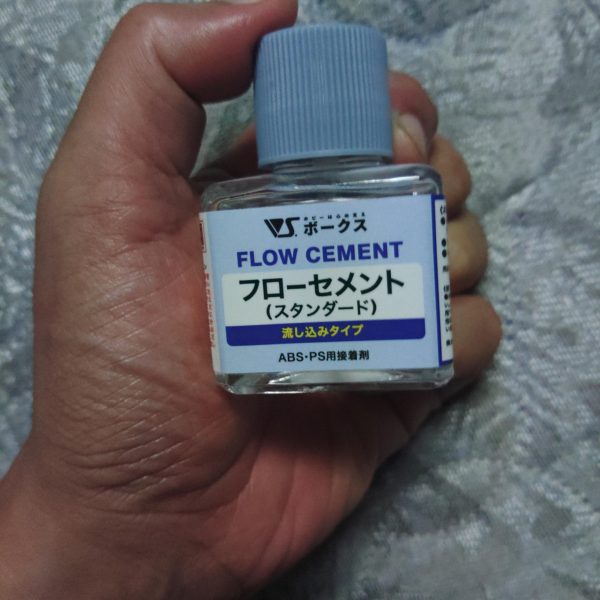 VS.
ボークス
FLOW CEMENT
フローセメント
(スタンダード)
流し込みタイプ
ABS・PS用接着剤